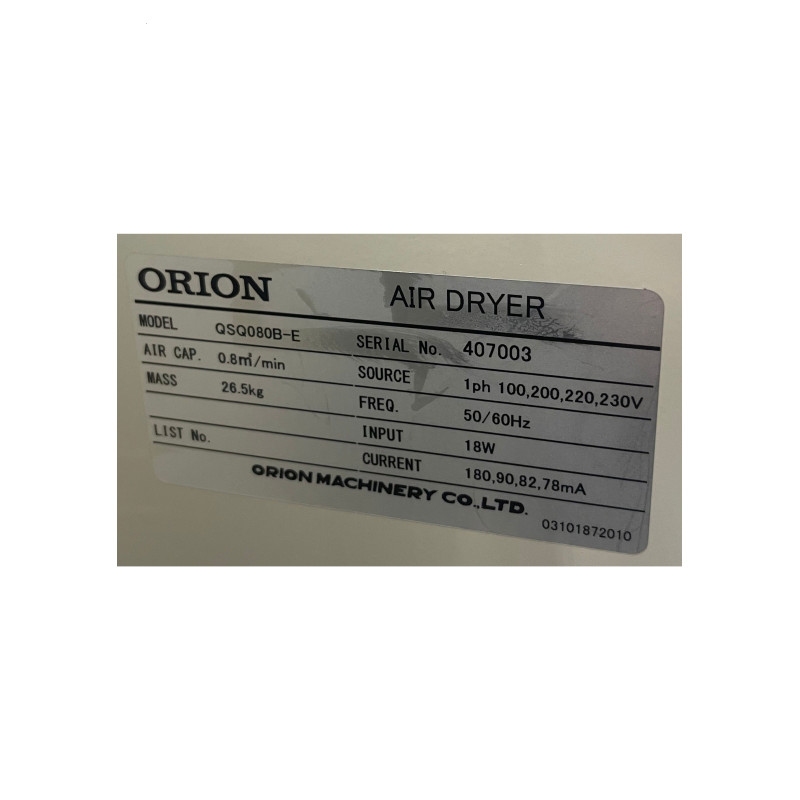 ORION AIR DRYER
MODEL QSQ080B-E SERIAL No. 407003
AIR CAP. 0.8㎥/min SOURCE 1ph 100,200,220,230V
MASS 26.5kg FREQ. 50/60Hz
INPUT 18W
LIST No. CURRENT 180,90,82,78mA
ORION MACHINERY CO.,LTD.
03101872010